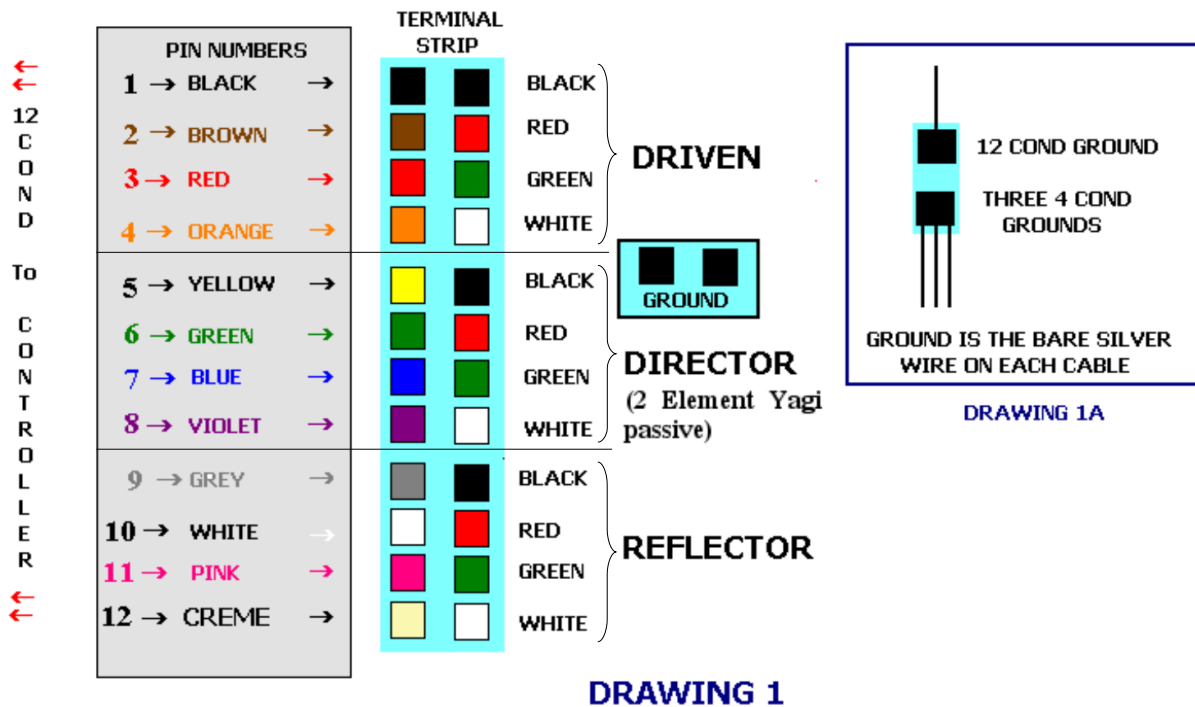 TERMINAL
STRIP
PIN NUMBERS
12 COND To CONTROLLER
1 → BLACK → BLACK
2 → BROWN → RED
3 → RED → GREEN
4 → ORANGE → WHITE
DRIVEN
5 → YELLOW → BLACK
6 → GREEN → RED
7 → BLUE → GREEN
8 → VIOLET → WHITE
GROUND
DIRECTOR
(2 Element Yagi
passive)
9 → GREY → BLACK
10 → WHITE → RED
11 → PINK → GREEN
12 → CREME → WHITE
REFLECTOR
DRAWING 1
12 COND GROUND
THREE 4 COND
GROUNDS
GROUND IS THE BARE SILVER
WIRE ON EACH CABLE
DRAWING 1A